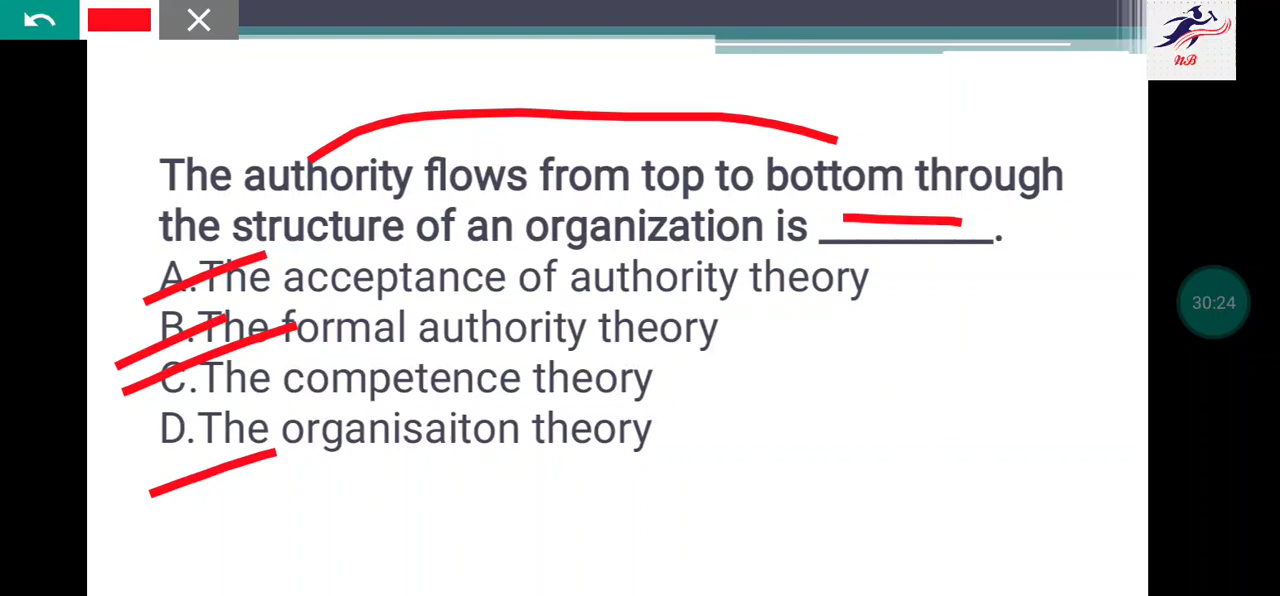 NB
The authority flows from top to bottom through
the structure of an organization is ________.
A.The acceptance of authority theory
B.The formal authority theory
C.The competence theory
D.The organisaiton theory
30:24